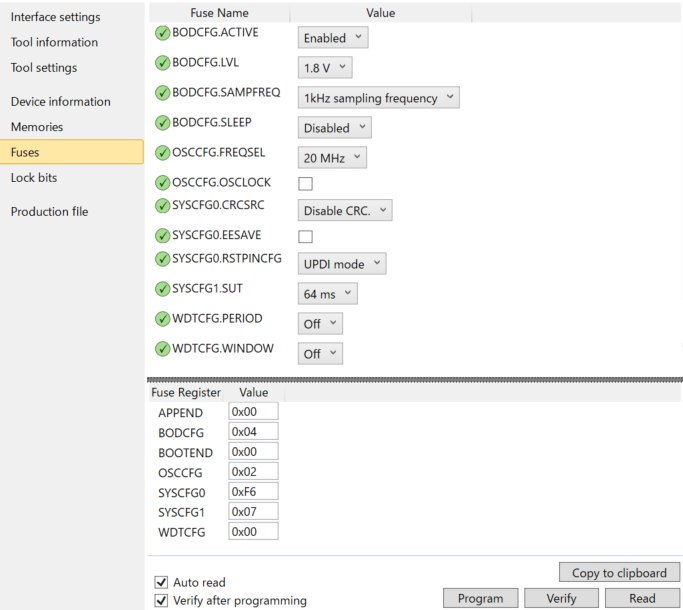 Interface settings
Tool information
Tool settings
Device information
Memories
Fuses
Lock bits
Production file
Fuse Name Value
BODCFG.ACTIVE Enabled
BODCFG.LVL 1.8 V
BODCFG.SAMPFREQ 1kHz sampling frequency
BODCFG.SLEEP Disabled
OSCCFG.FREQSEL 20 MHz
OSCCFG.OSCLOCK
SYSCFG0.CRCSRC Disable CRC.
SYSCFG0.EESAVE
SYSCFG0.RSTPINCFG UPDI mode
SYSCFG1.SUT 64 ms
WDTCFG.PERIOD Off
WDTCFG.WINDOW Off
Fuse Register Value
APPEND 0x00
BODCFG 0x04
BOOTEND 0x00
OSCCFG 0x02
SYSCFG0 0xF6
SYSCFG1 0x07
WDTCFG 0x00
Copy to clipboard
Auto read
Verify after programming
Program Verify Read